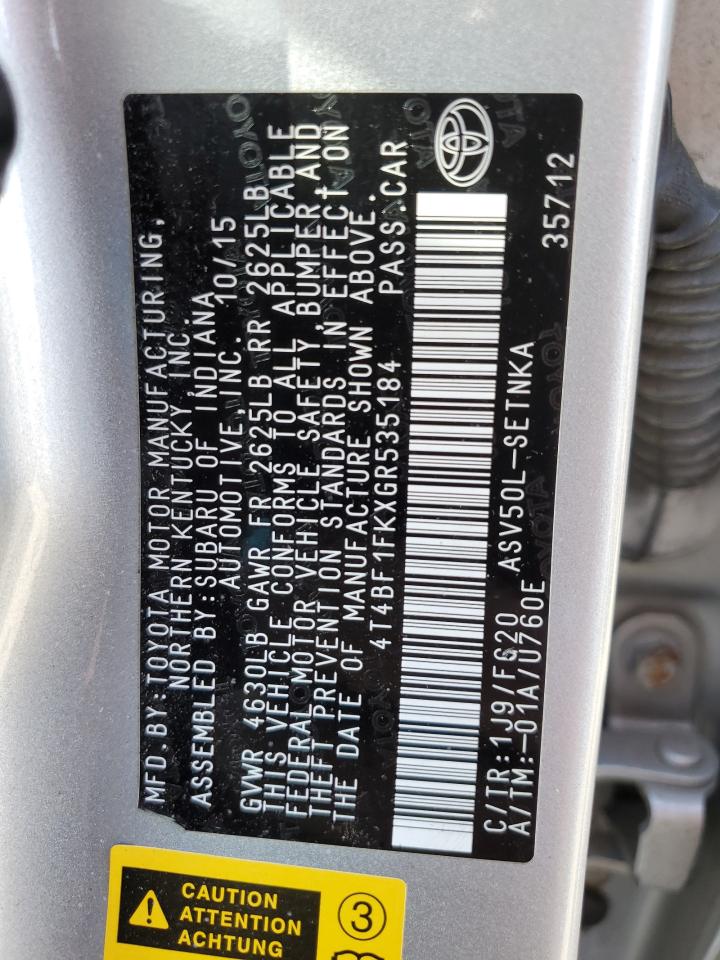 MFD.BY:TOYOTA MOTOR MANUFACTURING,
NORTHERN KENTUCKY,INC.
ASSEMBLED BY:SUBARU OF INDIANA
AUTOMOTIVE,INC. 10/15
GVWR 4630LB GAWR FR 2625LB RR 2625LB
THIS VEHICLE CONFORMS TO ALL APPLICABLE
FEDERAL MOTOR VEHICLE SAFETY, BUMPER, AND
THEFT PREVENTION STANDARDS IN EFFECT ON
THE DATE OF MANUFACTURE SHOWN ABOVE.
4T4BF1FKXGR535184 PASS.CAR
C/TR:1J9/FG20 ASV50L-SETNKA
A/TM:-01A/U760E 35712
CAUTION
ATTENTION
ACHTUNG
3